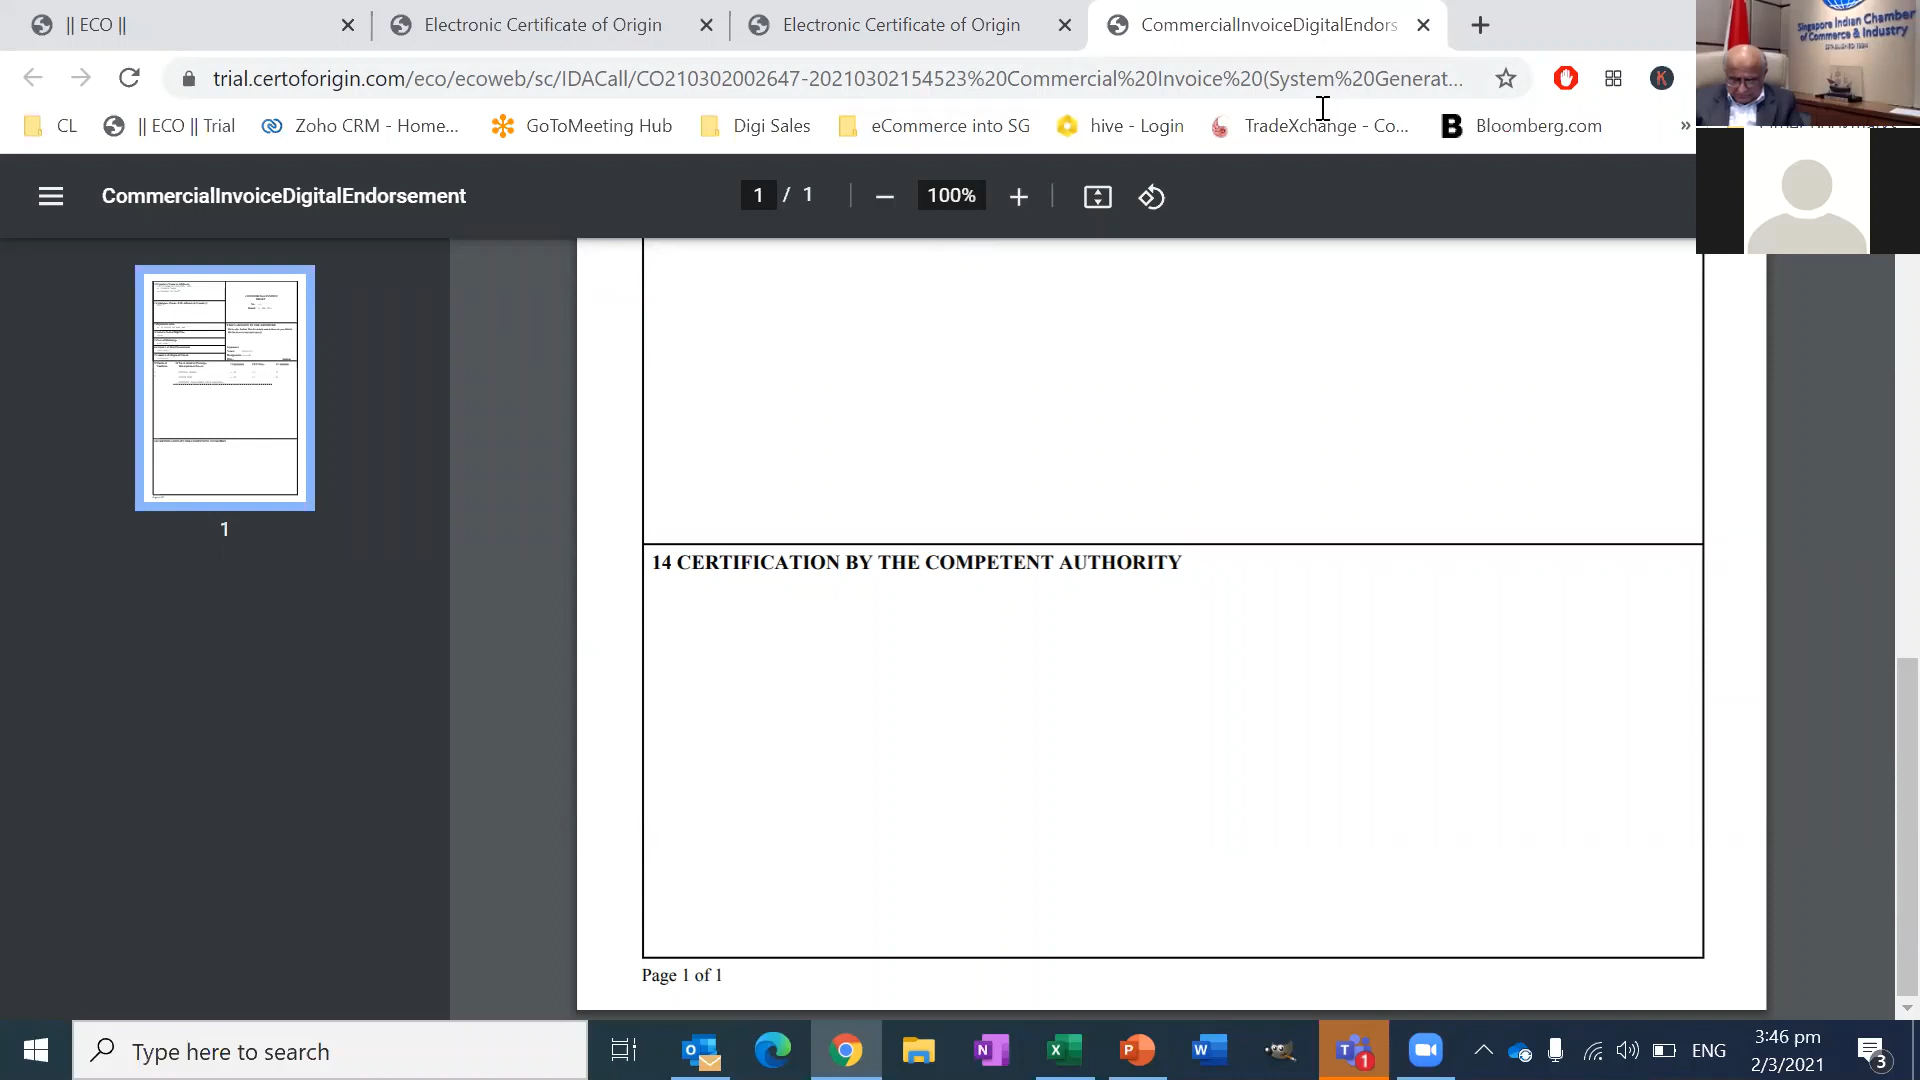 || ECO ||
Electronic Certificate of Origin
Electronic Certificate of Origin
CommercialInvoiceDigitalEndors
Singapore Indian Chamber
of Commerce & Industry
trial.certoforigin.com/eco/ecoweb/sc/IDACall/CO210302002647-20210302154523%20Commercial%20Invoice%20(System%20Generat...
K
CL
|| ECO || Trial
Zoho CRM - Home...
GoToMeeting Hub
Digi Sales
eCommerce into SG
hive - Login
TradeXchange - Co...
B
Bloomberg.com
»
CommercialInvoiceDigitalEndorsement
1 / 1
100%
1
14 CERTIFICATION BY THE COMPETENT AUTHORITY
Page 1 of 1
Type here to search
ENG
3:46 pm
2/3/2021
3
1